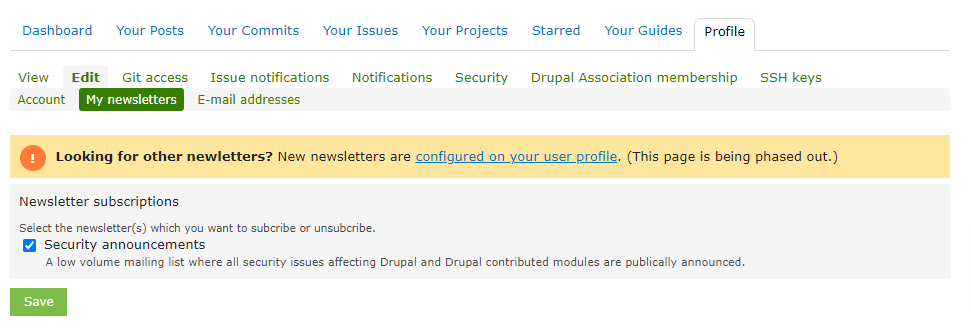 Dashboard Your Posts Your Commits Your Issues Your Projects Starred Your Guides Profile
View Edit Git access Issue notifications Notifications Security Drupal Association membership SSH keys
Account My newsletters E-mail addresses
! Looking for other newletters? New newsletters are configured on your user profile. (This page is being phased out.)
Newsletter subscriptions
Select the newsletter(s) which you want to subcribe or unsubcribe.
Security announcements
A low volume mailing list where all security issues affecting Drupal and Drupal contributed modules are publically announced.
Save